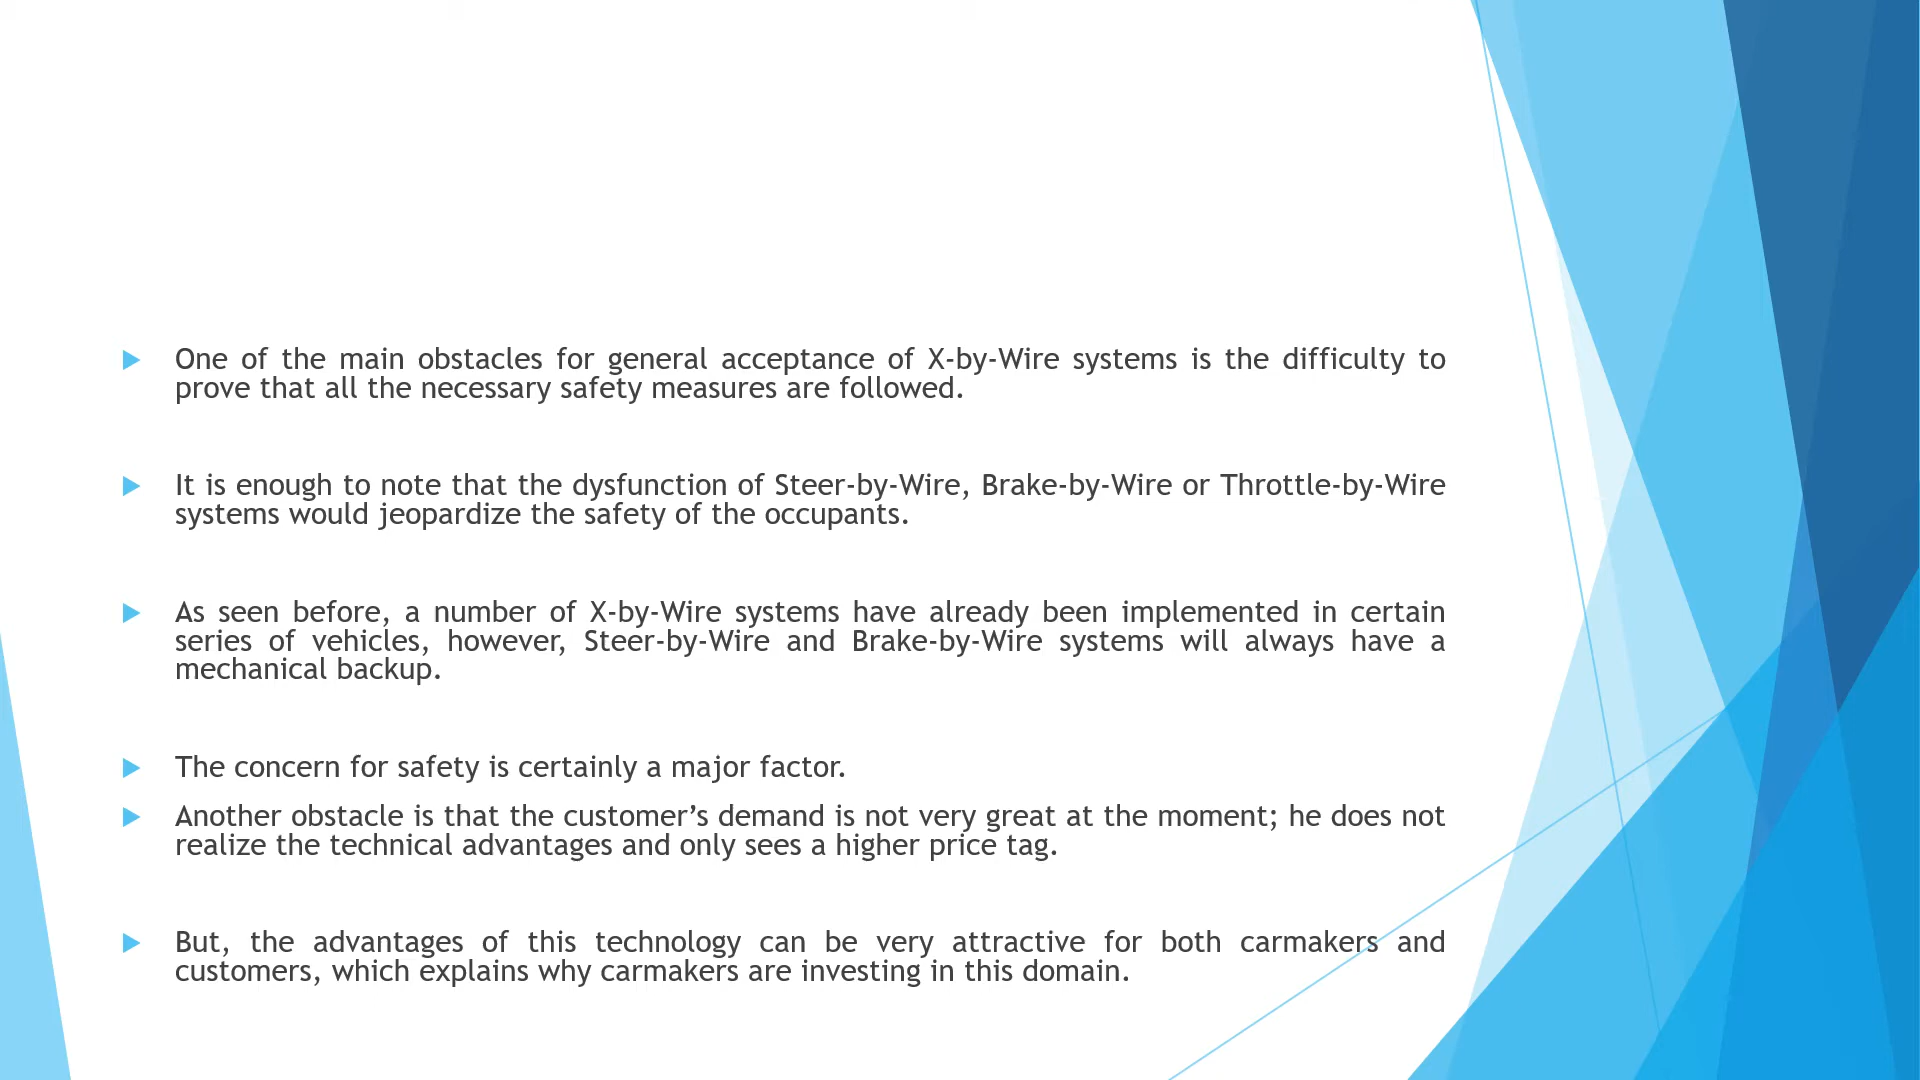 One of the main obstacles for general acceptance of X-by-Wire systems is the difficulty to
prove that all the necessary safety measures are followed.
It is enough to note that the dysfunction of Steer-by-Wire, Brake-by-Wire or Throttle-by-Wire
systems would jeopardize the safety of the occupants.
As seen before, a number of X-by-Wire systems have already been implemented in certain
series of vehicles, however, Steer-by-Wire and Brake-by-Wire systems will always have a
mechanical backup.
The concern for safety is certainly a major factor.
Another obstacle is that the customer’s demand is not very great at the moment; he does not
realize the technical advantages and only sees a higher price tag.
But, the advantages of this technology can be very attractive for both carmakers and
customers, which explains why carmakers are investing in this domain.